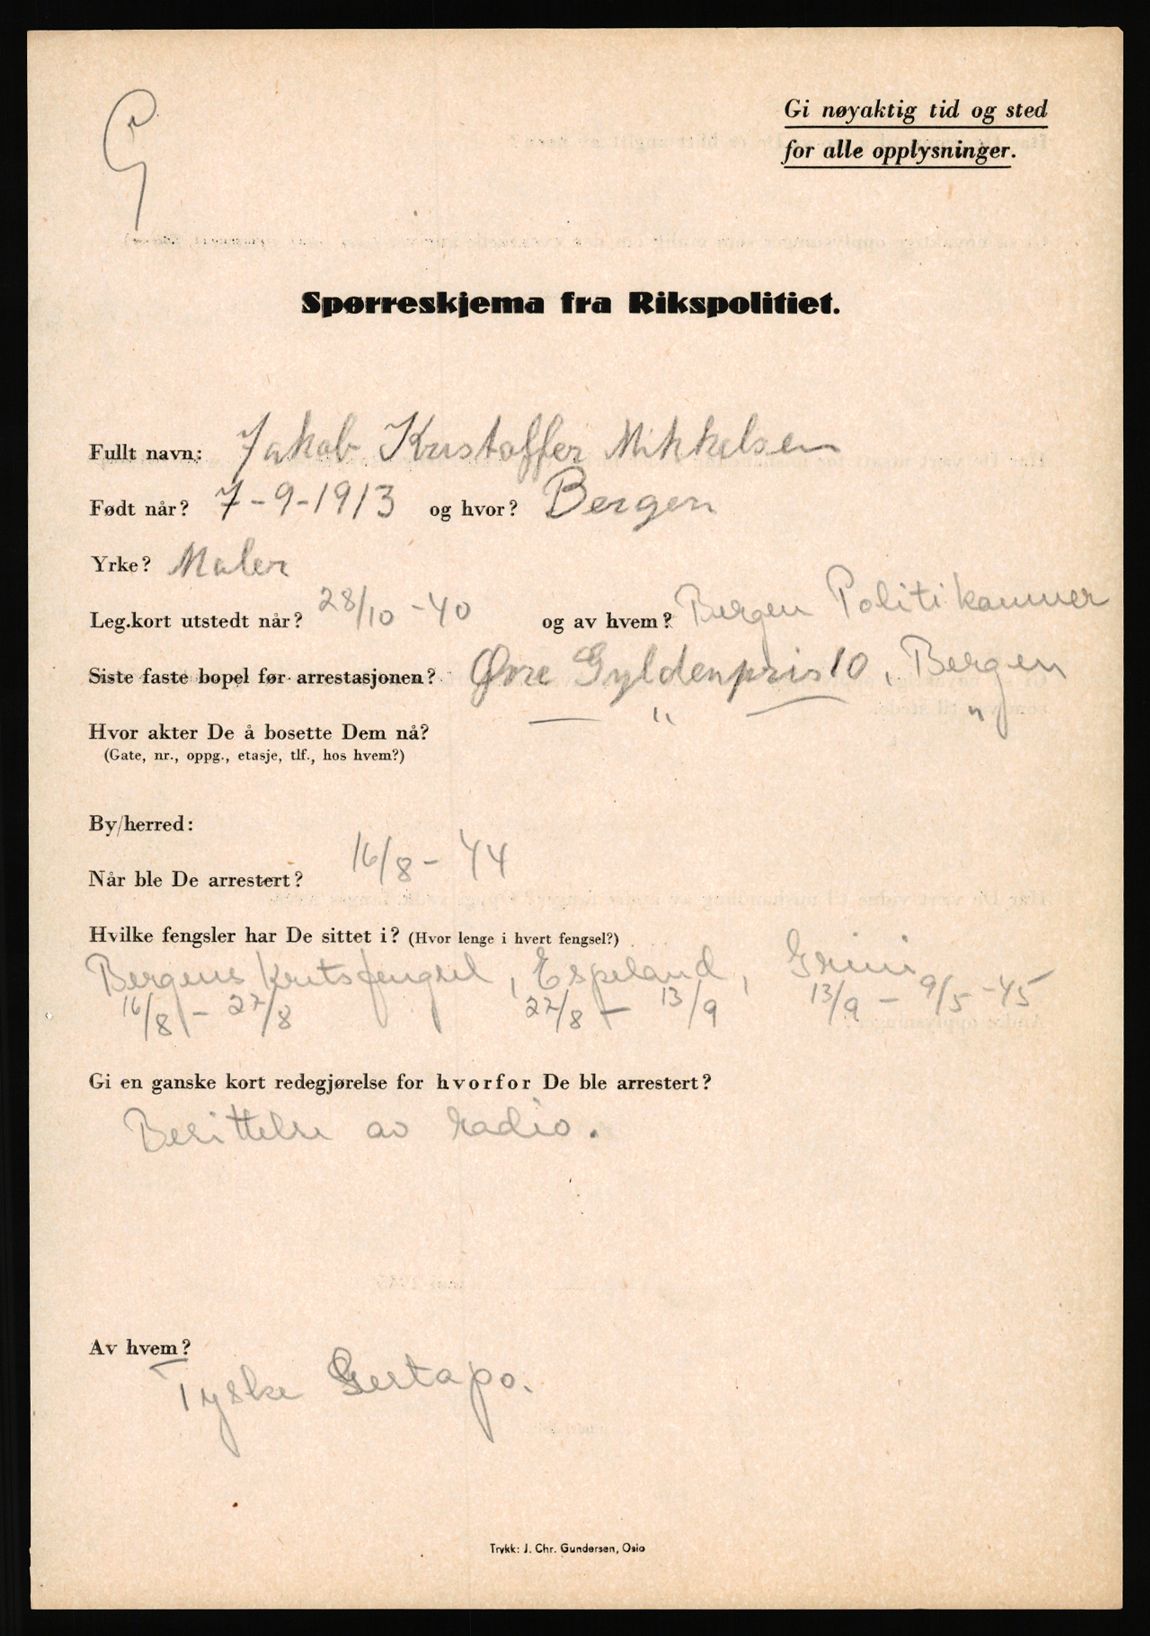 G
Gi nøyaktig tid og sted
for alle opplysninger.
Spørreskjema fra Rikspolitiet.
Fullt navn: Jakob Kristoffer Mikkelsen
Født når? 7-9-1913 og hvor? Bergen
Yrke? Maler
Leg.kort utstedt når? 28/10-40 og av hvem? Bergen Politikammer
Siste faste bopel før arrestasjonen? Øvre Gyldenpris 10, Bergen
— " — "
Hvor akter De å bosette Dem nå?
(Gate, nr., oppg., etasje, tlf., hos hvem?)
By/herred:
Når ble De arrestert? 16/8-44
Hvilke fengsler har De sittet i? (Hvor lenge i hvert fengsel?)
Bergens Kretsfengsel, Espeland, Grini
16/8 - 27/8 27/8 - 13/9 13/9 - 9/5-45
Gi en ganske kort redegjørelse for hvorfor De ble arrestert?
Besittelse av radio.
Av hvem?
Tyske Gestapo.
Trykk: J. Chr. Gundersen, Oslo